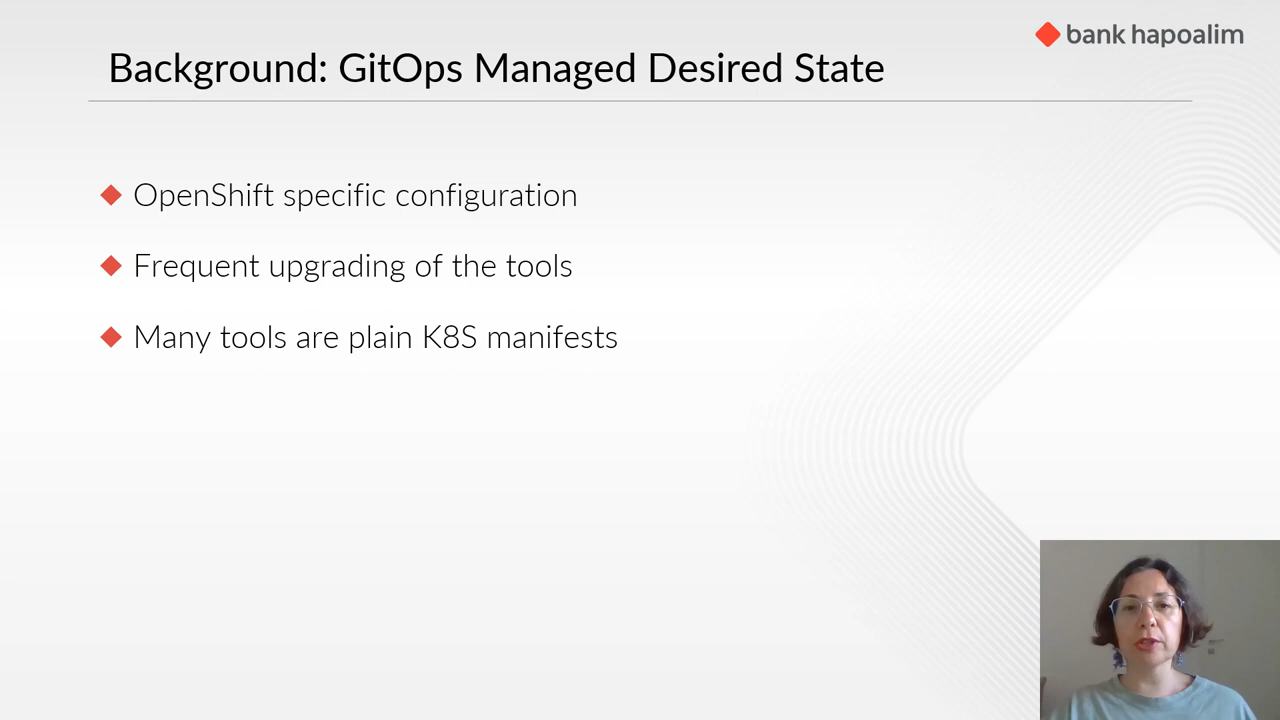 bank hapoalim
Background: GitOps Managed Desired State
OpenShift specific configuration
Frequent upgrading of the tools
Many tools are plain K8S manifests